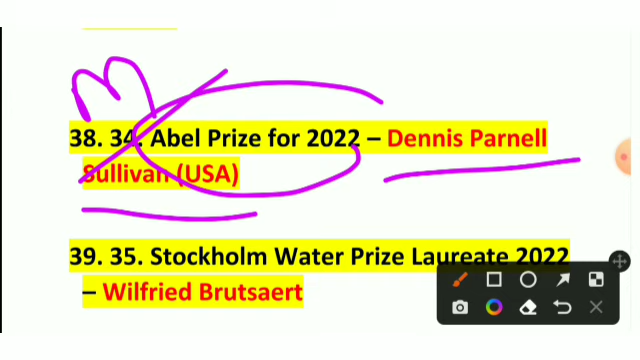 M
38. 34. Abel Prize for 2022 – Dennis Parnell
Sullivan (USA)
39. 35. Stockholm Water Prize Laureate 2022
– Wilfried Brutsaert